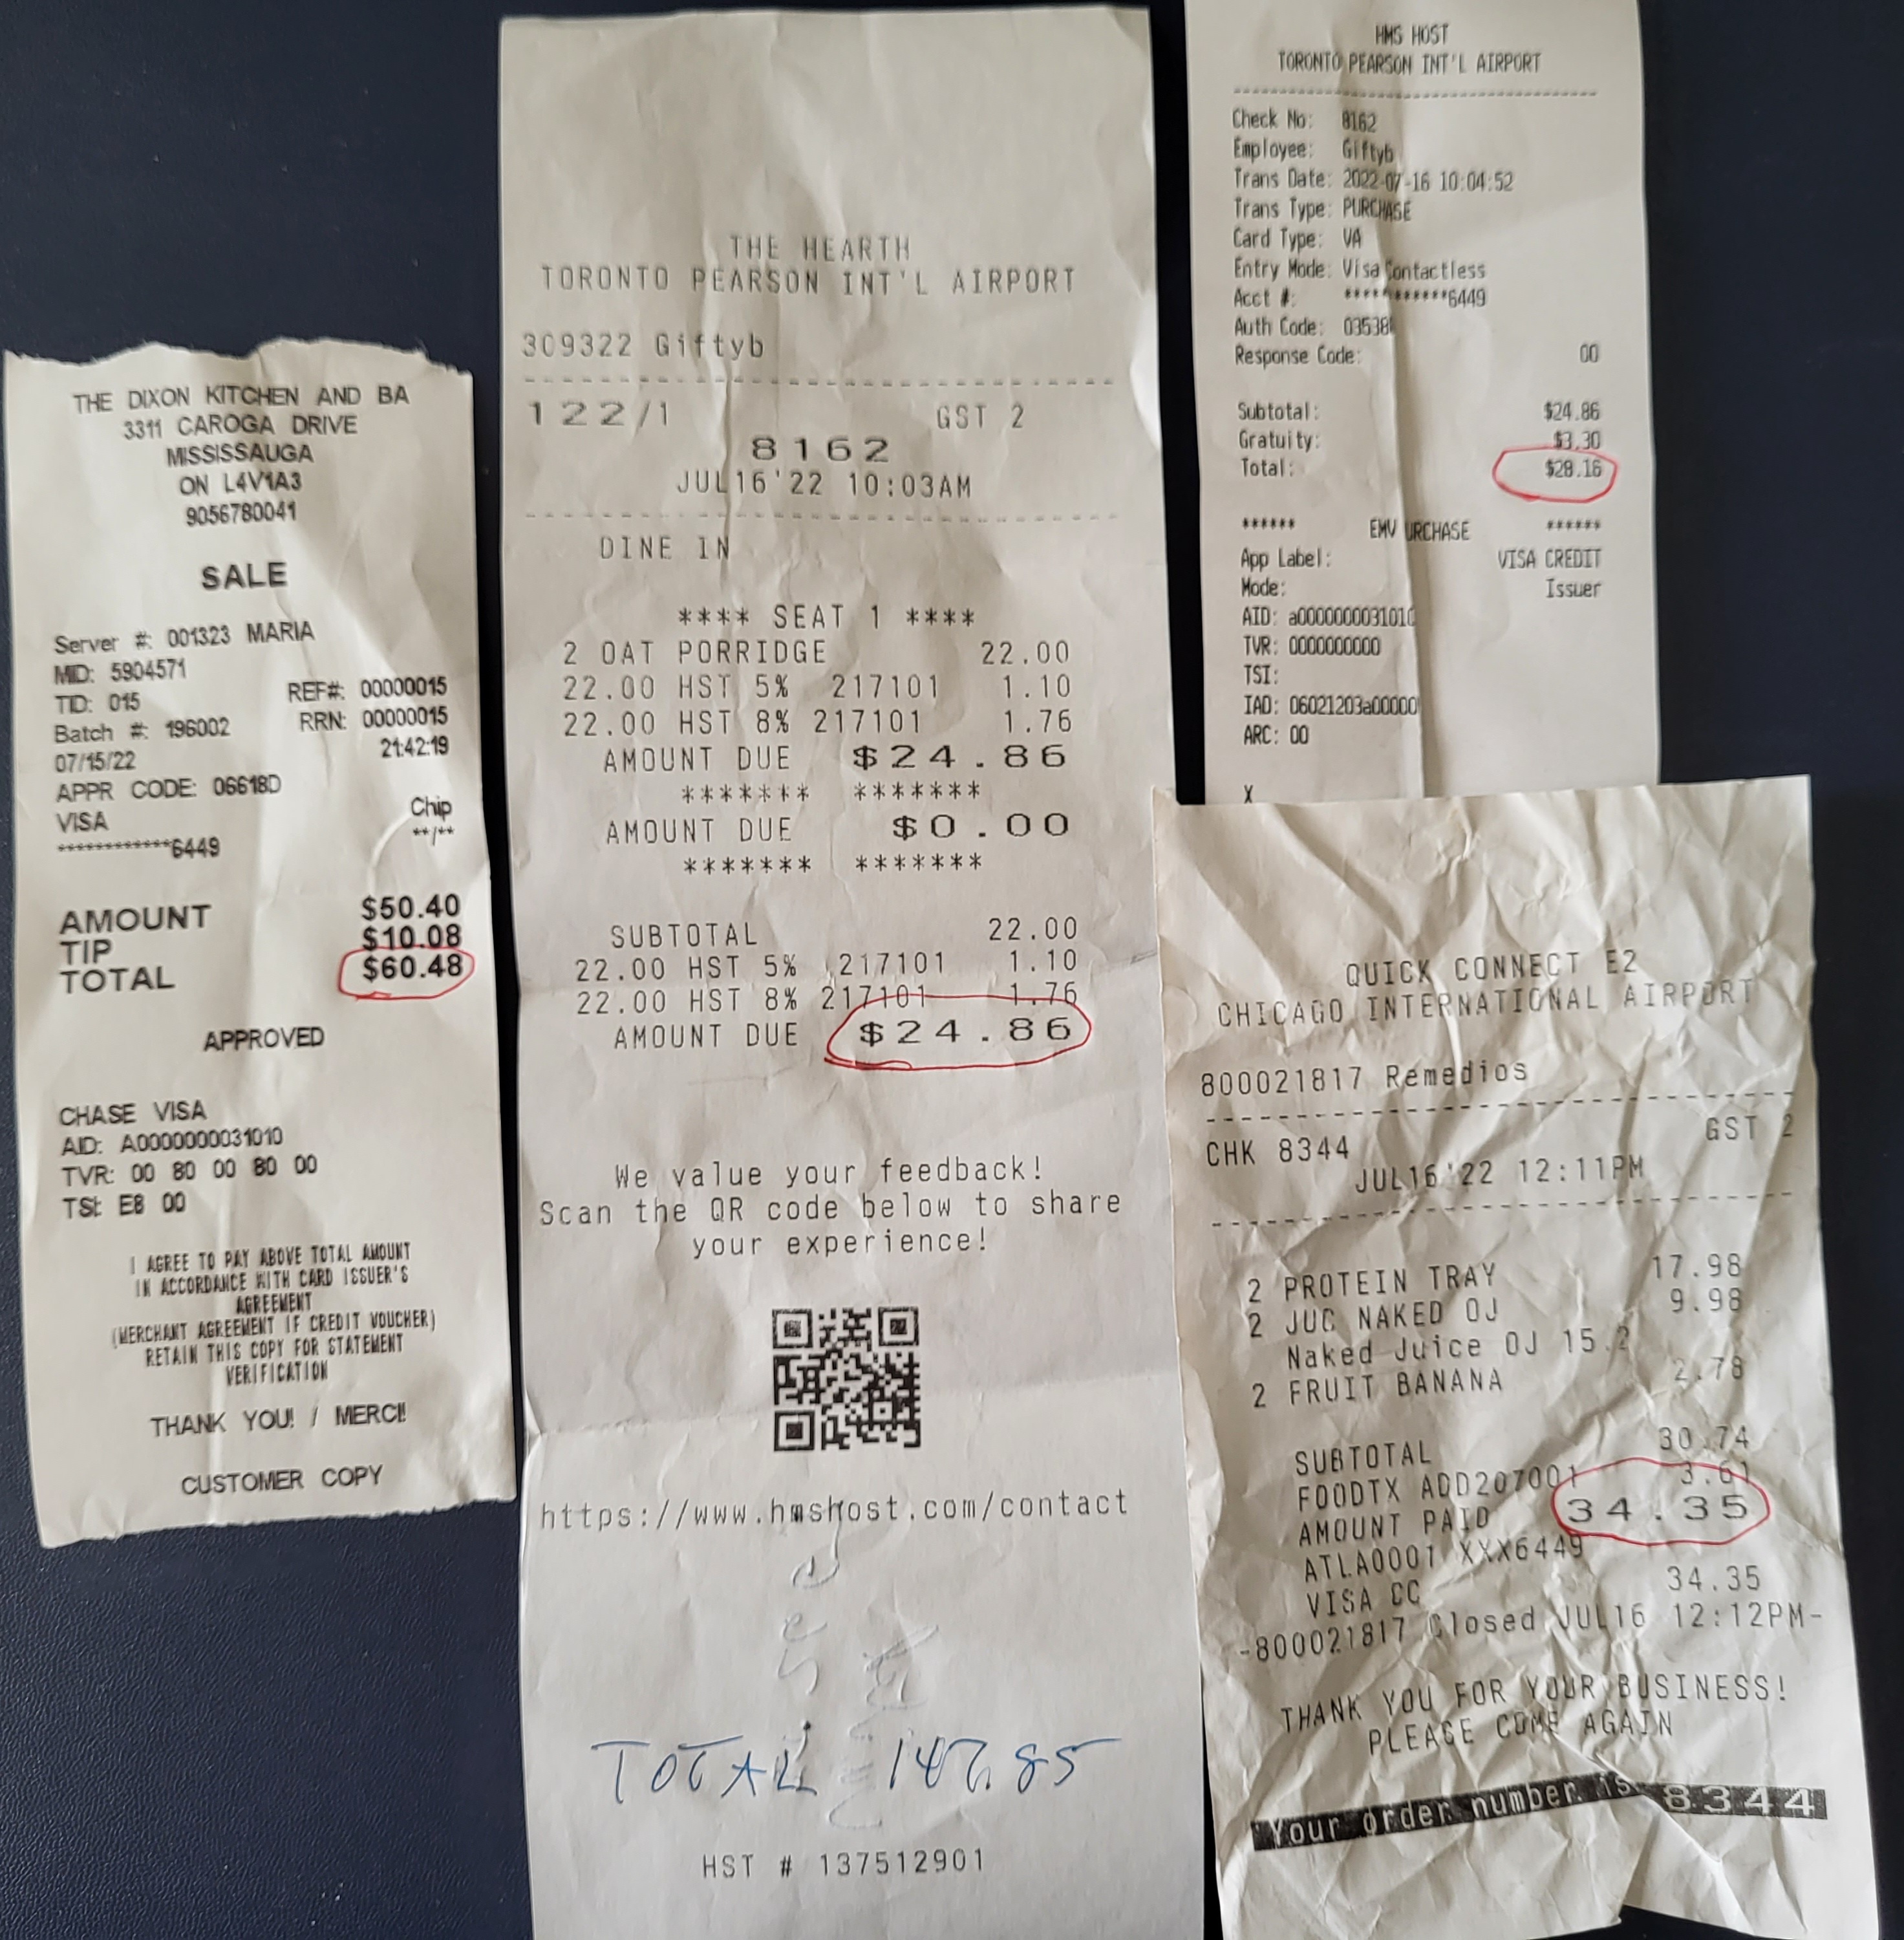 THE DIXON KITCHEN AND BA
3311 CAROGA DRIVE
MISSISSAUGA
ON L4V1A3
9056780041
SALE
Server #: 001323 MARIA
MID: 5904571
TID: 015 REF#: 00000015
Batch #: 196002 RRN: 00000015
07/15/22 21:42:19
APPR CODE: 06618D
VISA Chip
************6449 **/**
AMOUNT $50.40
TIP $10.08
TOTAL $60.48
APPROVED
CHASE VISA
AID: A0000000031010
TVR: 00 80 00 80 00
TSI: E8 00
I AGREE TO PAY ABOVE TOTAL AMOUNT
IN ACCORDANCE WITH CARD ISSUER'S
AGREEMENT
(MERCHANT AGREEMENT IF CREDIT VOUCHER)
RETAIN THIS COPY FOR STATEMENT
VERIFICATION
THANK YOU! / MERCI!
CUSTOMER COPY
THE HEARTH
TORONTO PEARSON INT'L AIRPORT
309322 Giftyb
122/1 GST 2
8162
JUL16'22 10:03AM
DINE IN
**** SEAT 1 ****
2 OAT PORRIDGE 22.00
22.00 HST 5% 217101 1.10
22.00 HST 8% 217101 1.76
AMOUNT DUE $24.86
******* *******
AMOUNT DUE $0.00
******* *******
SUBTOTAL 22.00
22.00 HST 5% 217101 1.10
22.00 HST 8% 217101 1.76
AMOUNT DUE $24.86
We value your feedback!
Scan the QR code below to share
your experience!
https://www.hmshost.com/contact
TOTAL 147.85
HST # 137512901
HMS HOST
TORONTO PEARSON INT'L AIRPORT
Check No: 8162
Employee: Giftyb
Trans Date: 2022-07-16 10:04:52
Trans Type: PURCHASE
Card Type: VA
Entry Mode: Visa Contactless
Acct #: ************6449
Auth Code: 03538
Response Code: 00
Subtotal: $24.86
Gratuity: $3.30
Total: $28.16
****** EMV URCHASE ******
App Label: VISA CREDIT
Mode: Issuer
AID: a0000000031010
TVR: 0000000000
TSI:
IAD: 06021203a00000
ARC: 00
X
QUICK CONNECT E2
CHICAGO INTERNATIONAL AIRPORT
800021817 Remedios
CHK 8344 GST 2
JUL16'22 12:11PM
2 PROTEIN TRAY 17.98
2 JUC NAKED OJ 9.98
Naked Juice OJ 15.2
2 FRUIT BANANA 2.78
SUBTOTAL 30.74
FOODTX ADD207001 3.61
AMOUNT PAID 34.35
ATLA0001 XXX6449
VISA CC 34.35
-800021817 Closed JUL16 12:12PM-
THANK YOU FOR YOUR BUSINESS!
PLEASE COME AGAIN
Your order number is 8344